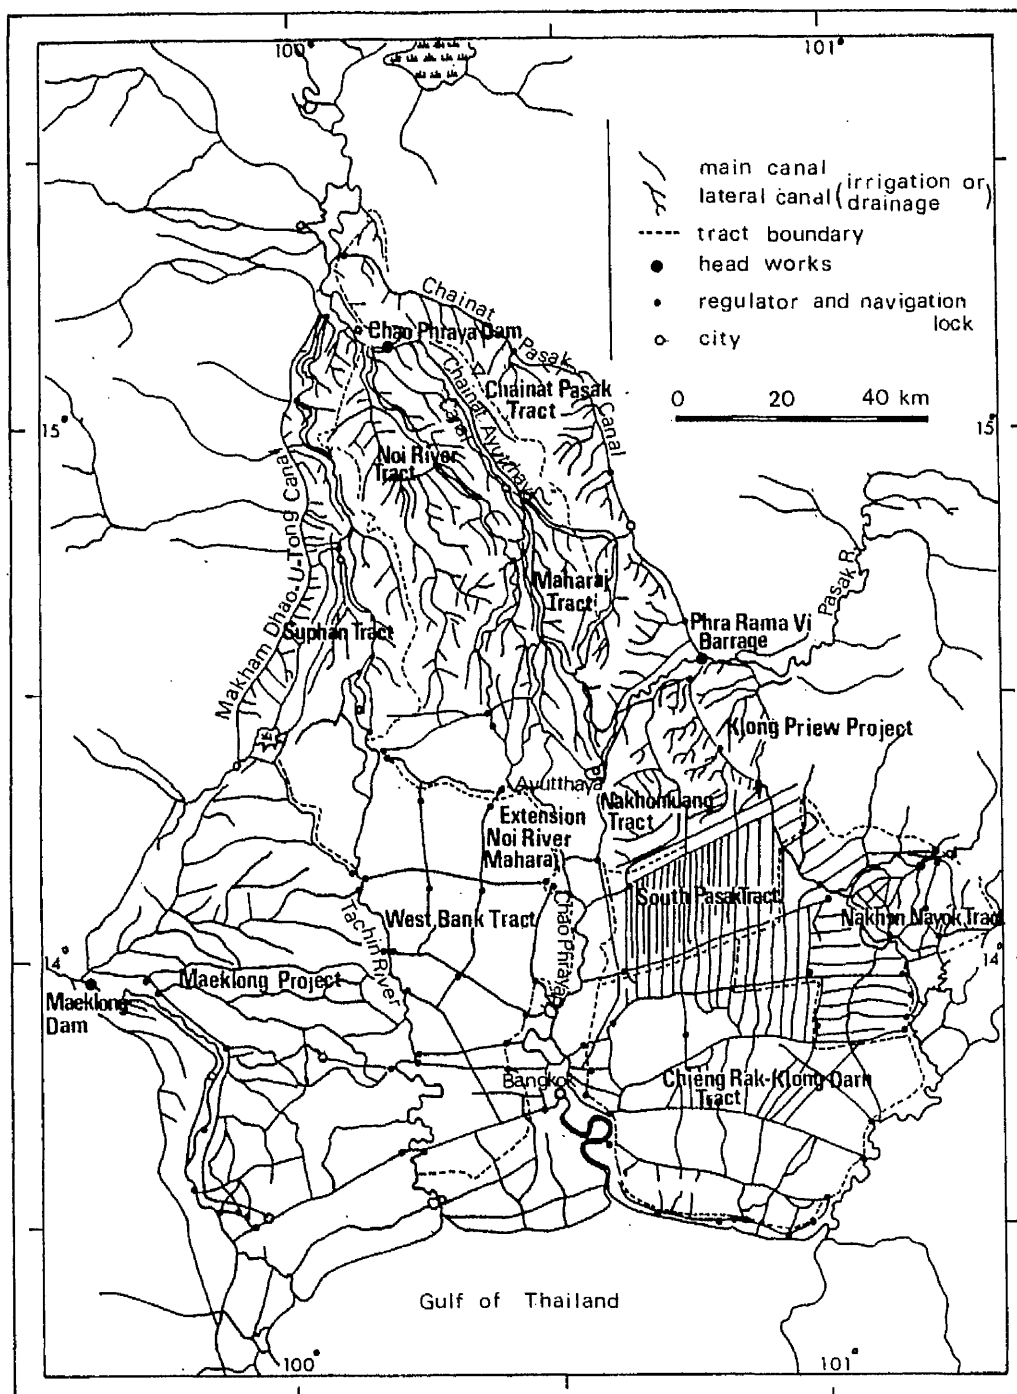 100°
101°
main canal
lateral canal (irrigation or drainage)
tract boundary
head works
regulator and navigation lock
city
0 20 40 km
15°
15°
Chainat Pasak Canal
Chao Phraya Dam
Chainat Pasak
Tract
Chainat Ayutthaya Canal
Noi River
Tract
Makham Dhao-U-Tong Canal
Maharaj
Tract
Pasak R.
Suphan Tract
Phra Rama VI
Barrage
Klong Priew Project
Ayutthaya
Extension
Noi River
Maharaj
Nakhonluang
Tract
South Pasak Tract
West Bank Tract
Tachin River
Chao Phraya R.
Nakhon Nayok Tract
14°
14°
Maeklong Project
Maeklong
Dam
Bangkok
Chieng Rak-Klong Darn
Tract
Gulf of Thailand
100°
101°